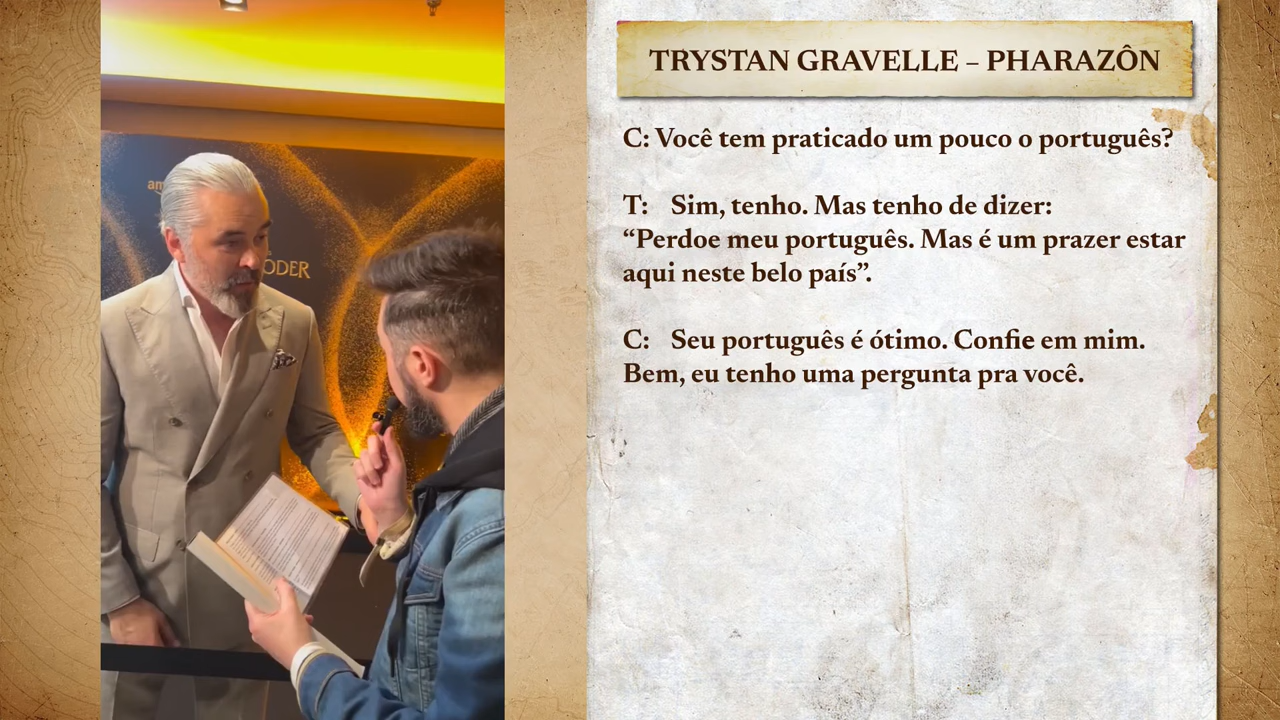 TRYSTAN GRAVELLE – PHARAZÔN
C: Você tem praticado um pouco o português?
T: Sim, tenho. Mas tenho de dizer:
“Perdoe meu português. Mas é um prazer estar
aqui neste belo país”.
C: Seu português é ótimo. Confie em mim.
Bem, eu tenho uma pergunta pra você.
am
ODER